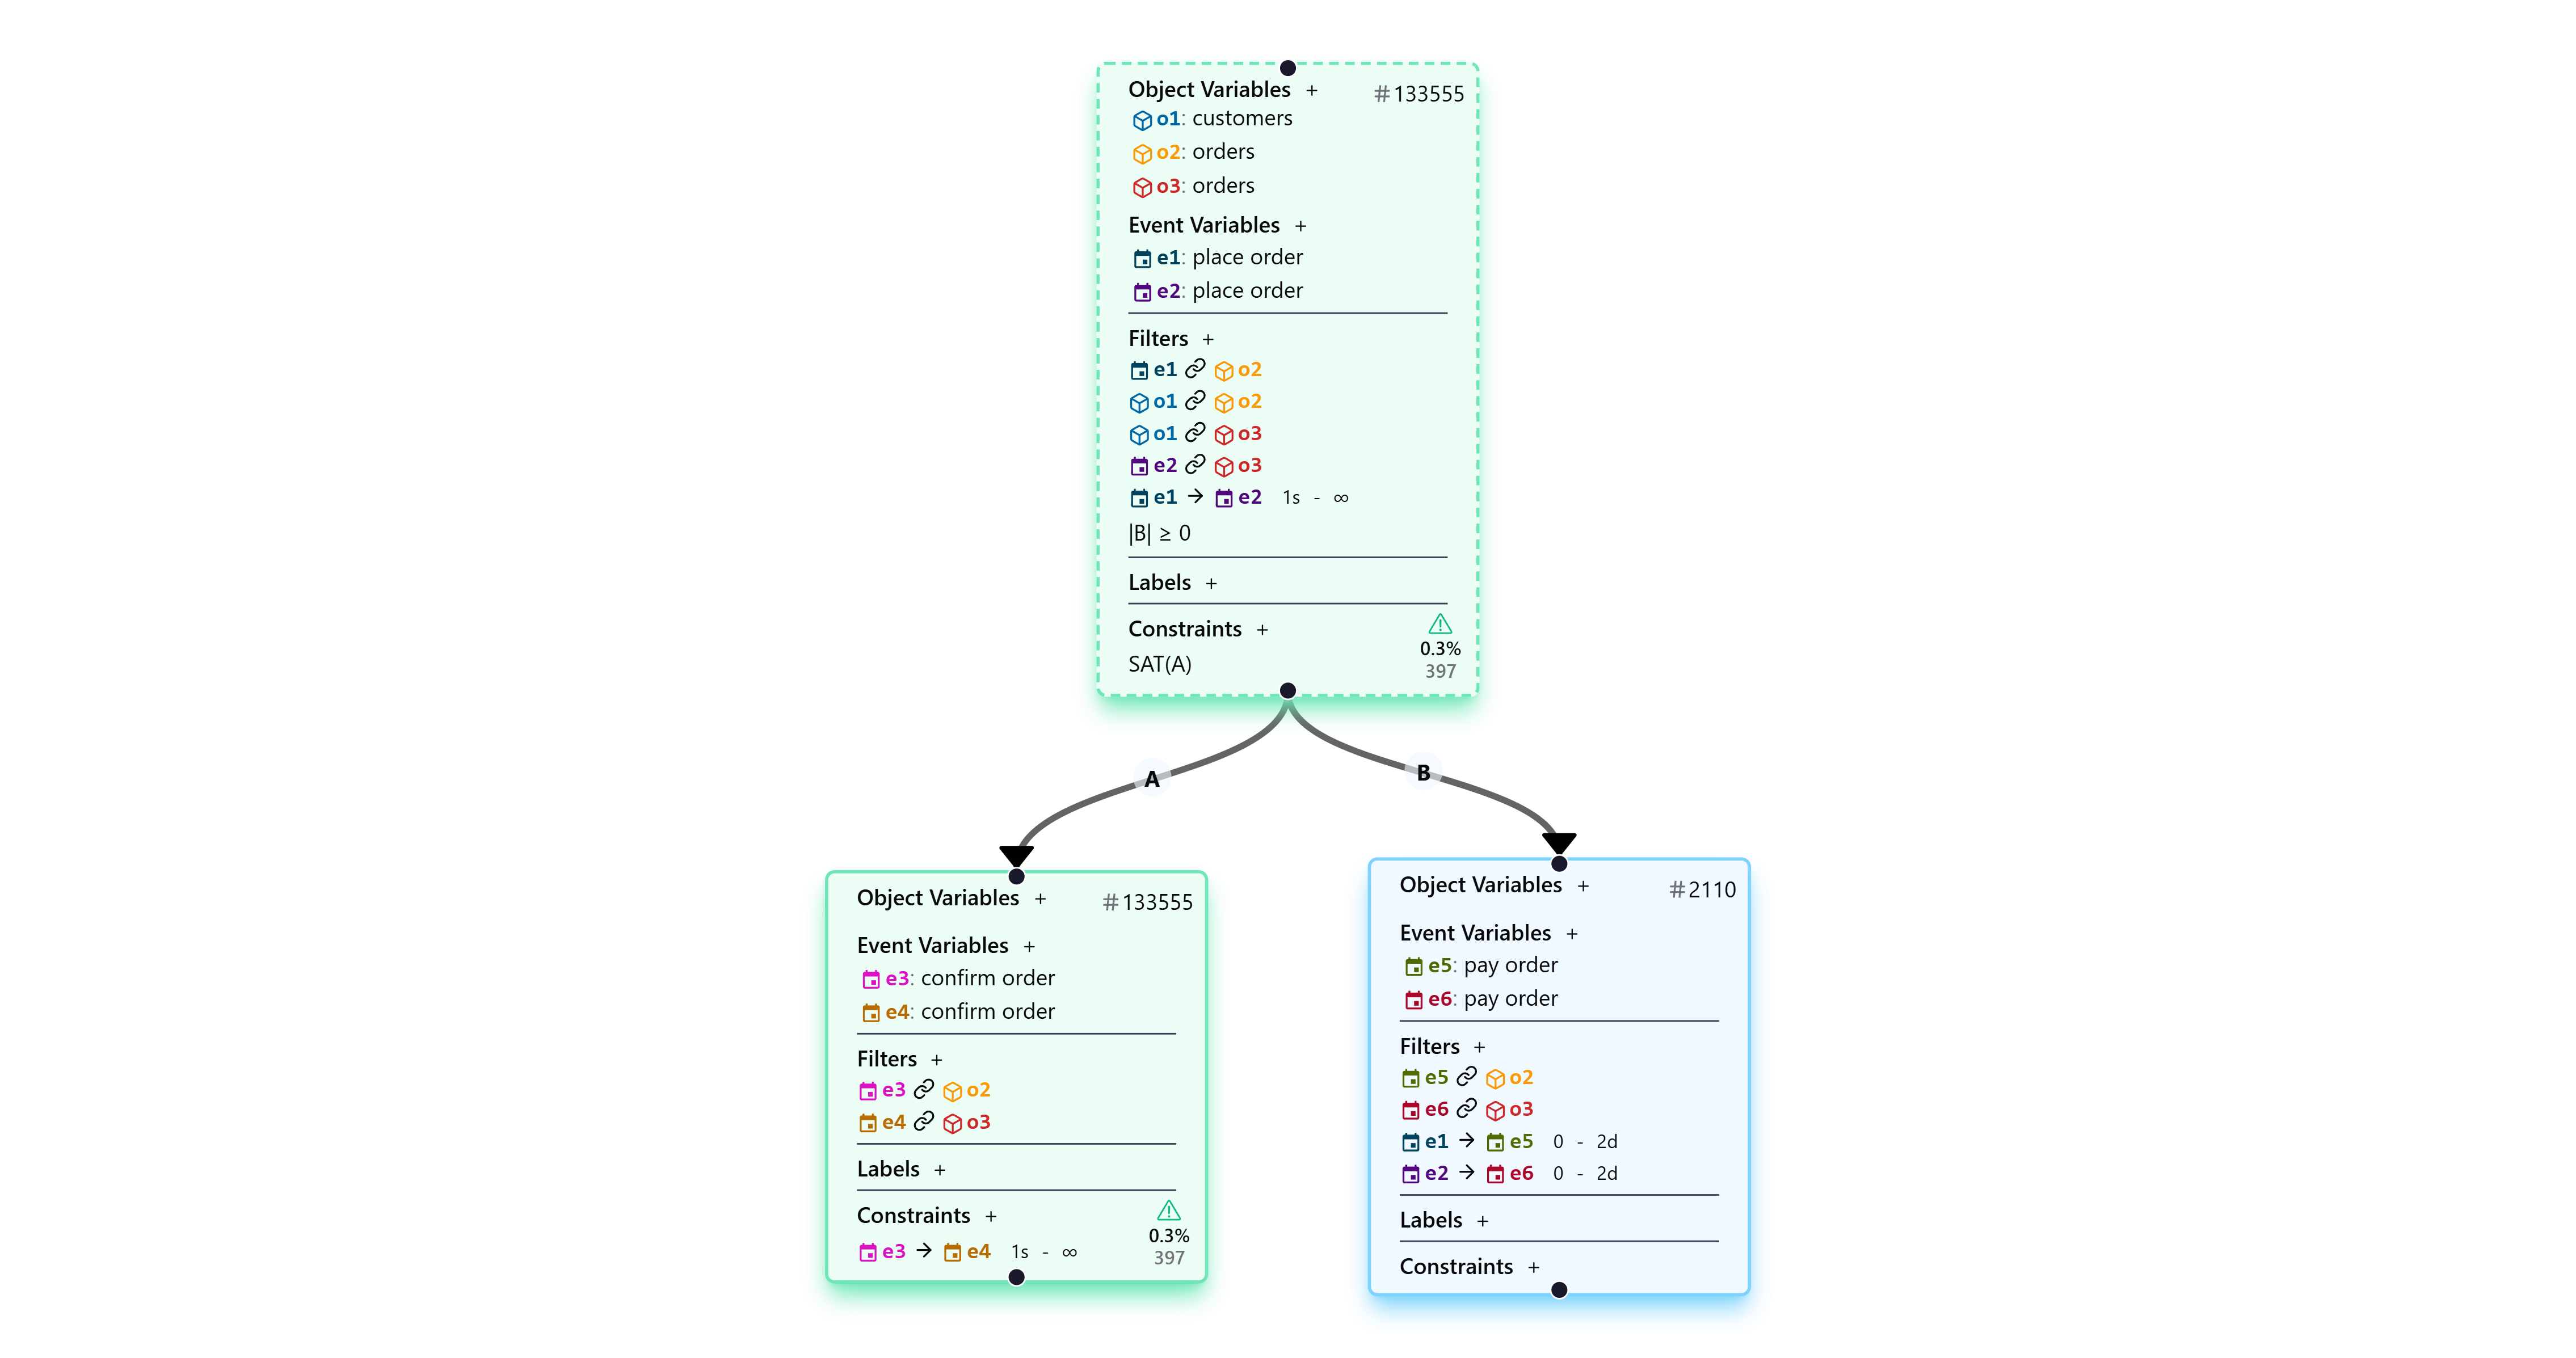 Object Variables +
#133555
o1: customers
o2: orders
o3: orders
Event Variables +
e1: place order
e2: place order
Filters +
e1 o2
o1 o2
o1 o3
e2 o3
e1 → e2 1s - ∞
|B| ≥ 0
Labels +
Constraints +
SAT(A)
0.3%
397
A
B
Object Variables +
#133555
Event Variables +
e3: confirm order
e4: confirm order
Filters +
e3 o2
e4 o3
Labels +
Constraints +
e3 → e4 1s - ∞
0.3%
397
Object Variables +
#2110
Event Variables +
e5: pay order
e6: pay order
Filters +
e5 o2
e6 o3
e1 → e5 0 - 2d
e2 → e6 0 - 2d
Labels +
Constraints +